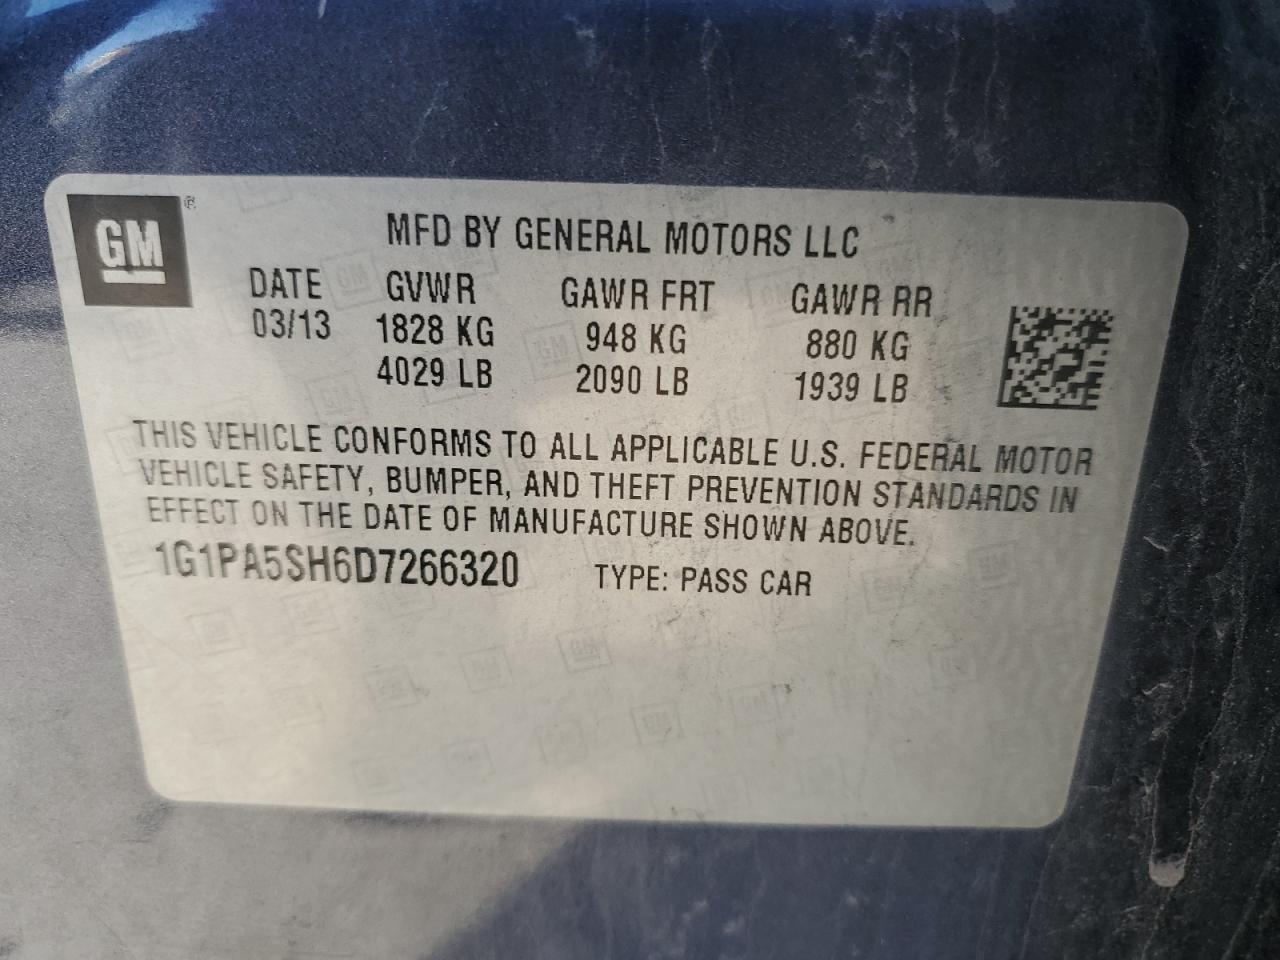 GM ®
MFD BY GENERAL MOTORS LLC
DATE GVWR GAWR FRT GAWR RR
03/13 1828 KG 948 KG 880 KG
4029 LB 2090 LB 1939 LB
THIS VEHICLE CONFORMS TO ALL APPLICABLE U.S. FEDERAL MOTOR
VEHICLE SAFETY, BUMPER, AND THEFT PREVENTION STANDARDS IN
EFFECT ON THE DATE OF MANUFACTURE SHOWN ABOVE.
1G1PA5SH6D7266320 TYPE: PASS CAR